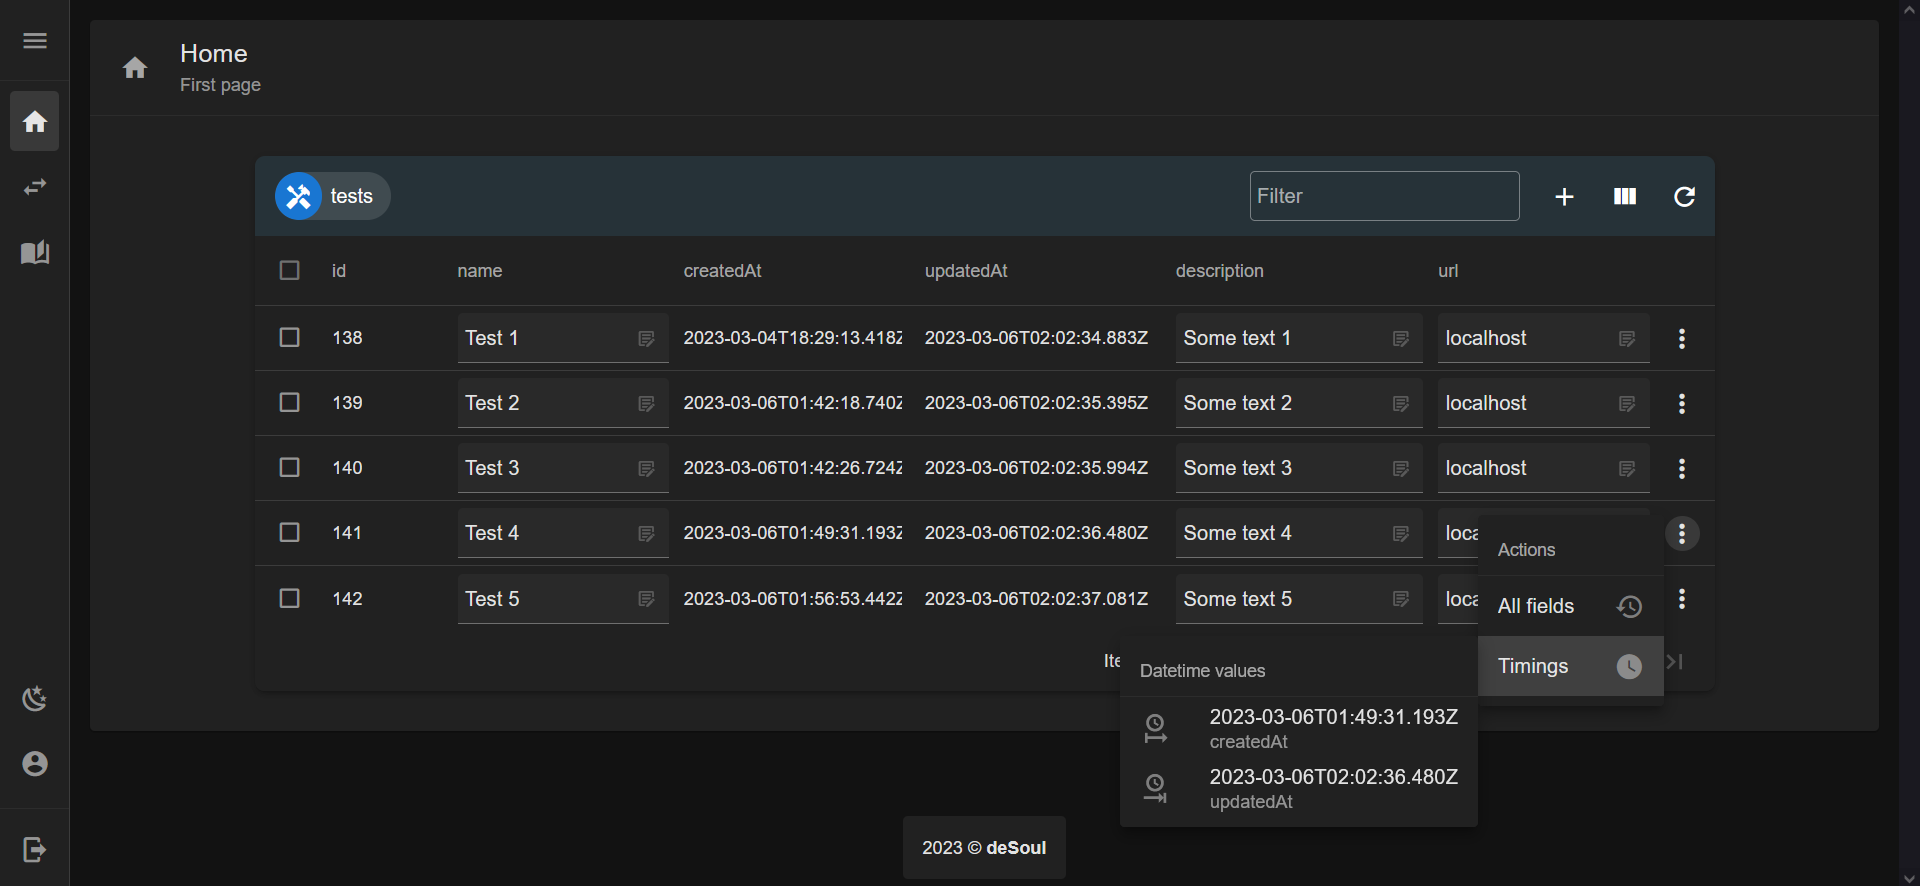 Home
First page
tests
Filter
id name createdAt updatedAt description url
138 Test 1 2023-03-04T18:29:13.418Z 2023-03-06T02:02:34.883Z Some text 1 localhost
139 Test 2 2023-03-06T01:42:18.740Z 2023-03-06T02:02:35.395Z Some text 2 localhost
140 Test 3 2023-03-06T01:42:26.724Z 2023-03-06T02:02:35.994Z Some text 3 localhost
141 Test 4 2023-03-06T01:49:31.193Z 2023-03-06T02:02:36.480Z Some text 4 loca
142 Test 5 2023-03-06T01:56:53.442Z 2023-03-06T02:02:37.081Z Some text 5 loca
Actions
All fields
Timings
Datetime values
2023-03-06T01:49:31.193Z
createdAt
2023-03-06T02:02:36.480Z
updatedAt
2023 © deSoul